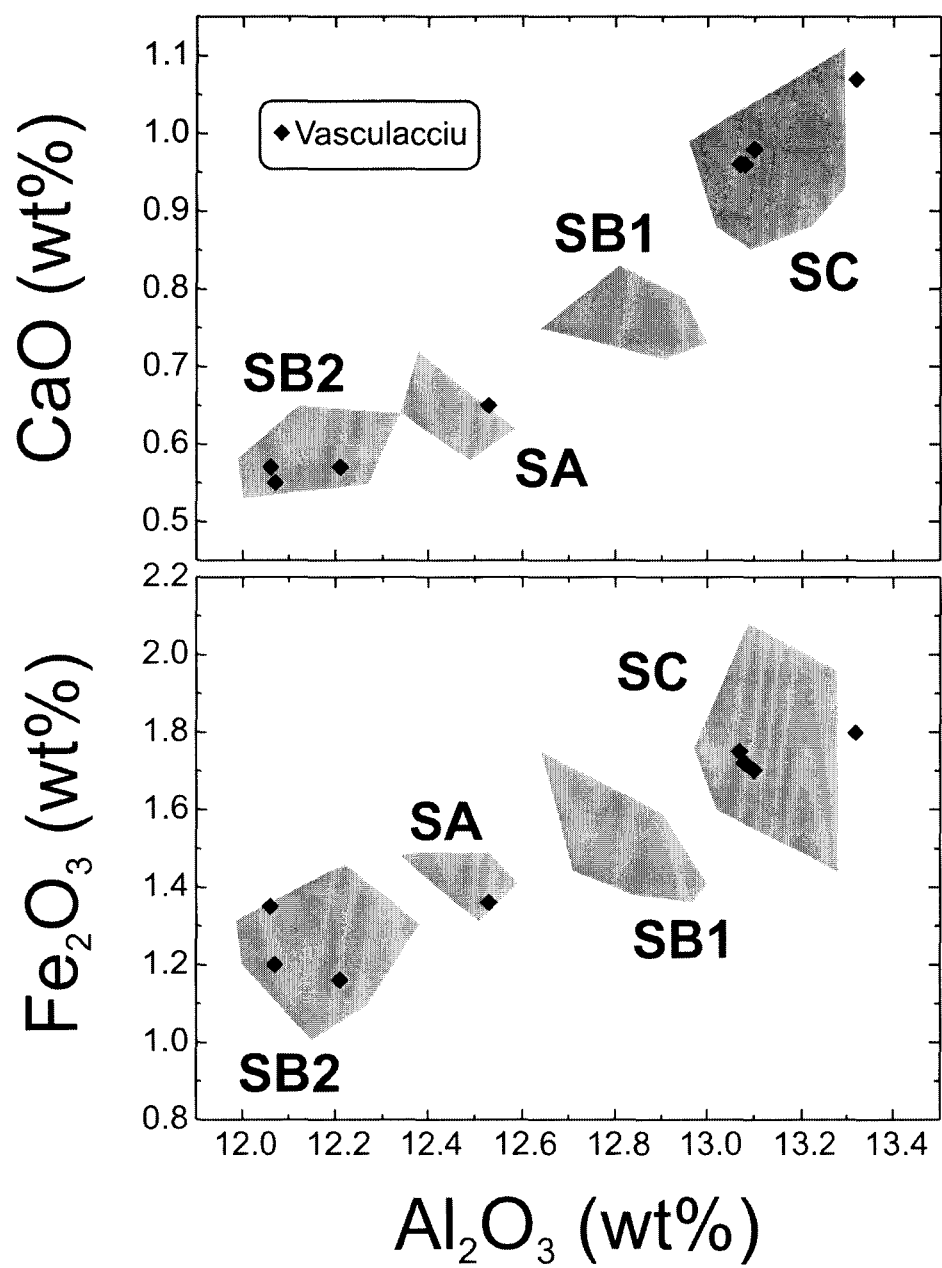 1.1
1.0
0.9
0.8
0.7
0.6
0.5
CaO (wt%)
Vasculacciu
SB1
SC
SB2
SA
2.2
2.0
1.8
1.6
1.4
1.2
1.0
0.8
Fe₂O₃ (wt%)
SC
SA
SB1
SB2
12.0 12.2 12.4 12.6 12.8 13.0 13.2 13.4
Al₂O₃ (wt%)